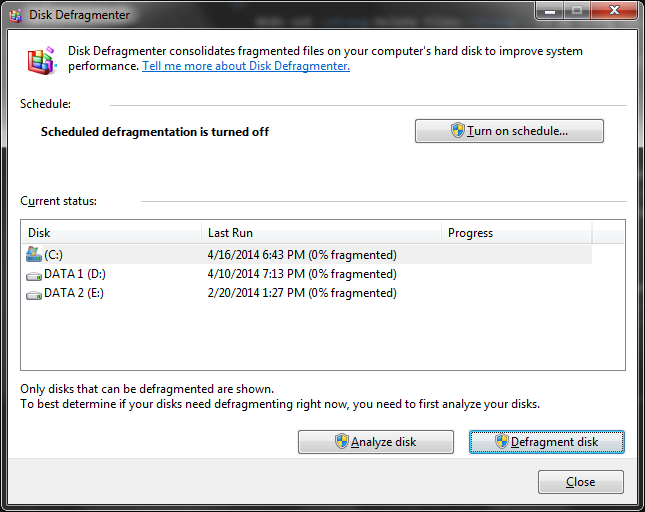 Disk Defragmenter
Disk Defragmenter consolidates fragmented files on your computer's hard disk to improve system
performance. Tell me more about Disk Defragmenter.
Schedule:
Scheduled defragmentation is turned off
Turn on schedule...
Current status:
Disk Last Run Progress
(C:) 4/16/2014 6:43 PM (0% fragmented)
DATA 1 (D:) 4/10/2014 7:13 PM (0% fragmented)
DATA 2 (E:) 2/20/2014 1:27 PM (0% fragmented)
Only disks that can be defragmented are shown.
To best determine if your disks need defragmenting right now, you need to first analyze your disks.
Analyze disk Defragment disk
Close